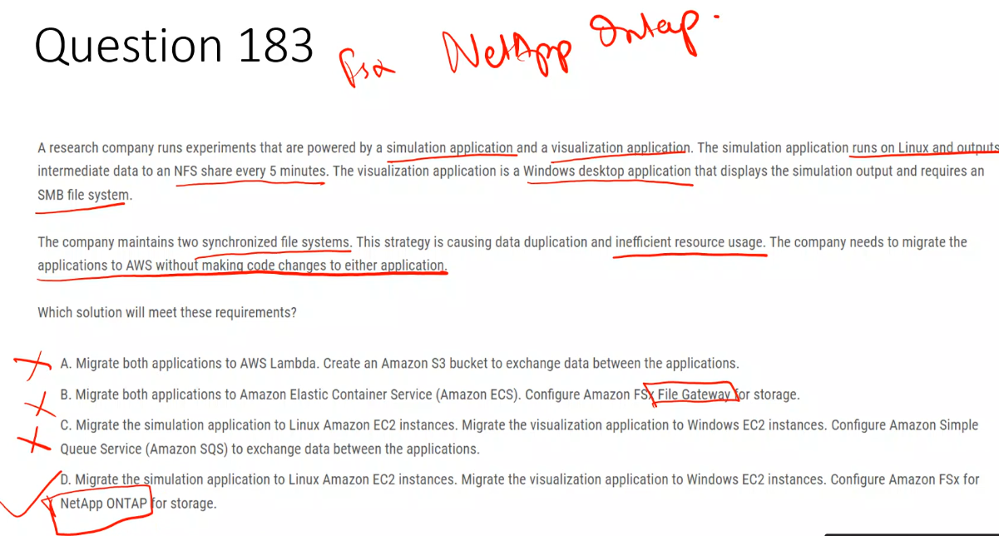 Question 183
fsx NetApp Ontap.
A research company runs experiments that are powered by a simulation application and a visualization application. The simulation application runs on Linux and outputs
intermediate data to an NFS share every 5 minutes. The visualization application is a Windows desktop application that displays the simulation output and requires an
SMB file system.
The company maintains two synchronized file systems. This strategy is causing data duplication and inefficient resource usage. The company needs to migrate the
applications to AWS without making code changes to either application.
Which solution will meet these requirements?
A. Migrate both applications to AWS Lambda. Create an Amazon S3 bucket to exchange data between the applications.
B. Migrate both applications to Amazon Elastic Container Service (Amazon ECS). Configure Amazon FSx File Gateway for storage.
C. Migrate the simulation application to Linux Amazon EC2 instances. Migrate the visualization application to Windows EC2 instances. Configure Amazon Simple
Queue Service (Amazon SQS) to exchange data between the applications.
D. Migrate the simulation application to Linux Amazon EC2 instances. Migrate the visualization application to Windows EC2 instances. Configure Amazon FSx for
NetApp ONTAP for storage.